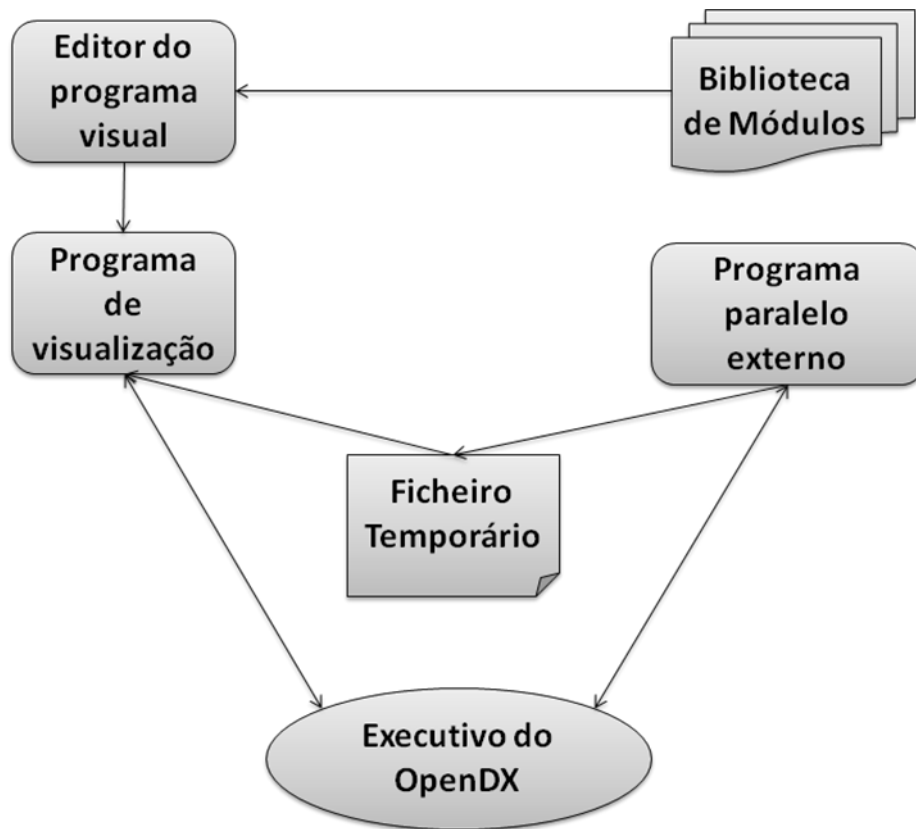 Editor do
programa
visual
Biblioteca
de Módulos
Programa
de
visualização
Programa
paralelo
externo
Ficheiro
Temporário
Executivo do
OpenDX